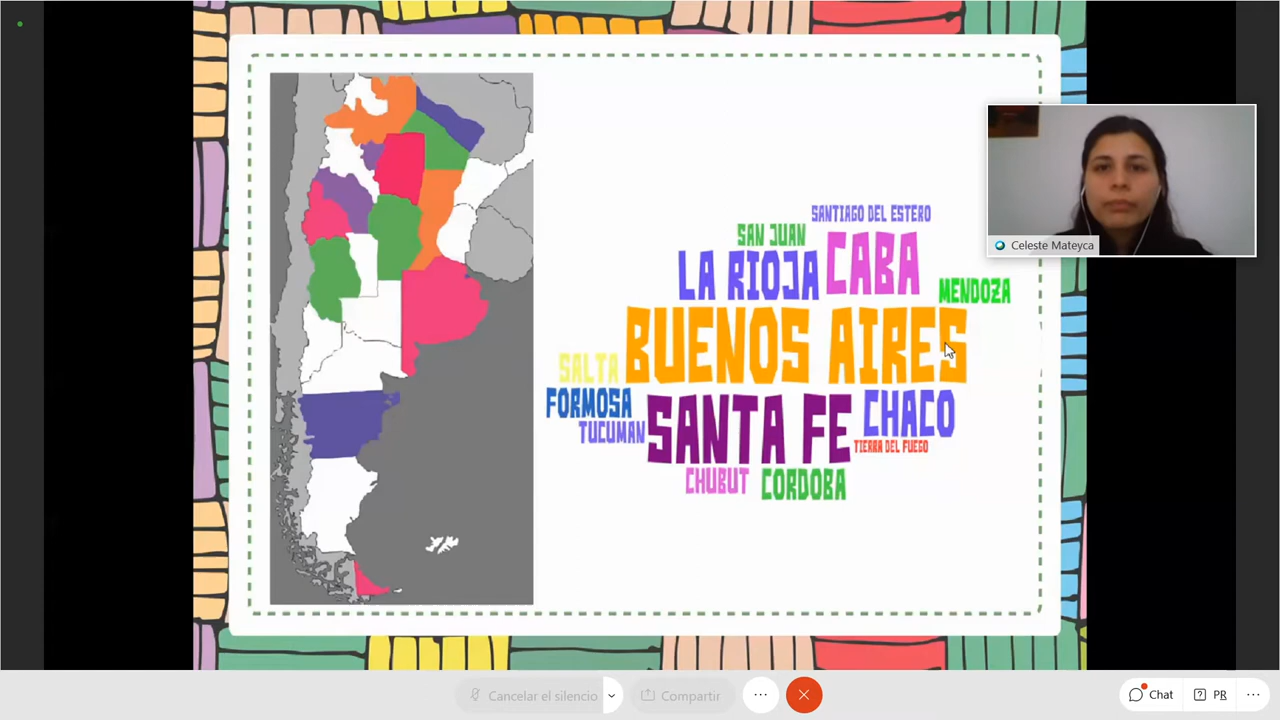 SANTIAGO DEL ESTERO
SAN JUAN
CABA
LA RIOJA
MENDOZA
BUENOS AIRES
SALTA
FORMOSA
SANTA FE
CHACO
TUCUMAN
TIERRA DEL FUEGO
CHUBUT
CORDOBA
Celeste Mateyca
Cancelar el silencio
Compartir
Chat
PR